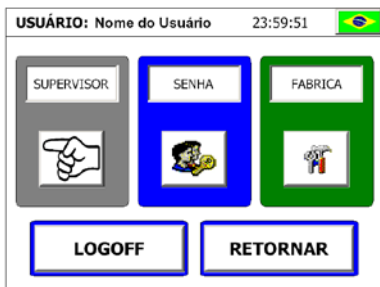 USUÁRIO: Nome do Usuário 23:59:51
SUPERVISOR SENHA FABRICA
LOGOFF RETORNAR